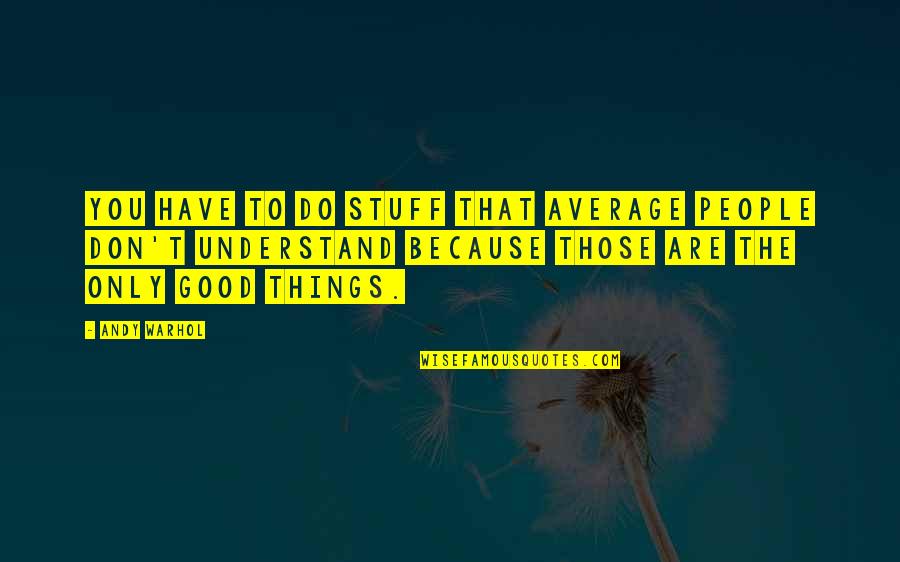 YOU HAVE TO DO STUFF THAT AVERAGE PEOPLE
DON'T UNDERSTAND BECAUSE THOSE ARE THE
ONLY GOOD THINGS.
- ANDY WARHOL
WISEFAMOUSQUOTES.COM